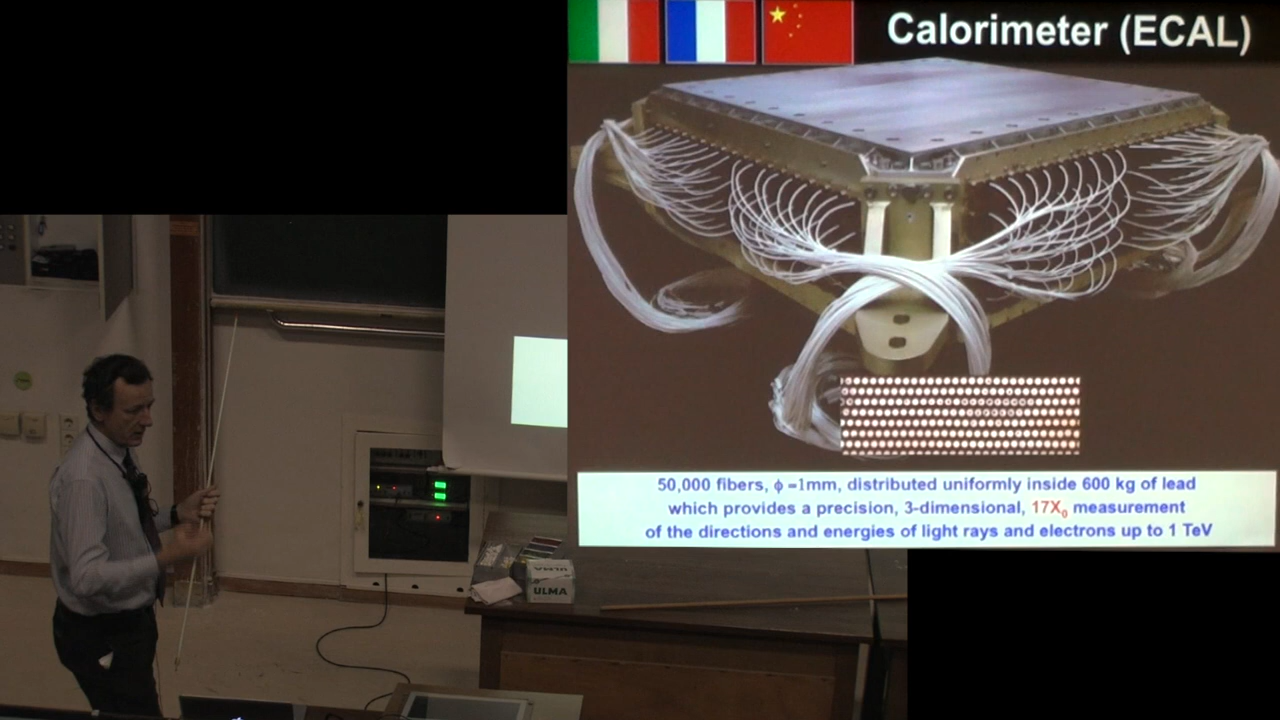 Calorimeter (ECAL)
50,000 fibers, ϕ =1mm, distributed uniformly inside 600 kg of lead
which provides a precision, 3-dimensional, 17X₀ measurement
of the directions and energies of light rays and electrons up to 1 TeV
ULMA
ULMA